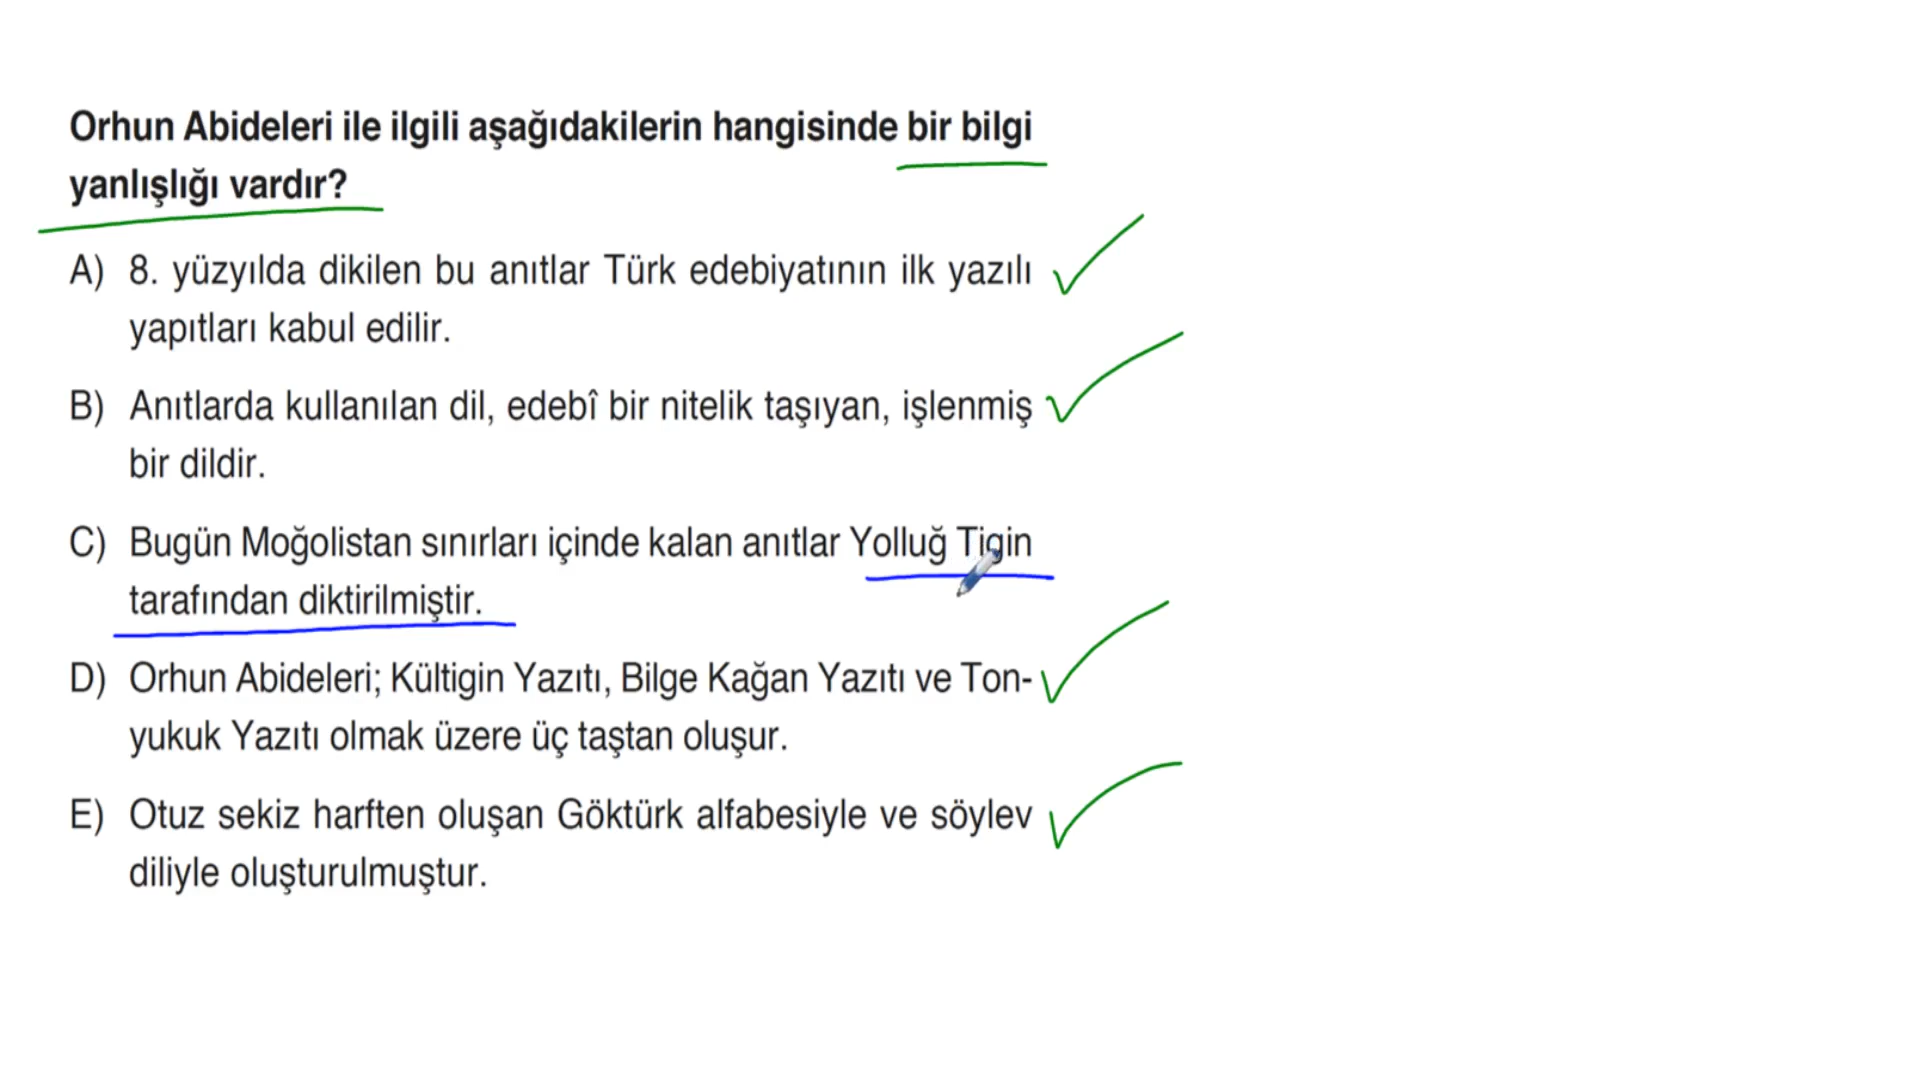 Orhun Abideleri ile ilgili aşağıdakilerin hangisinde bir bilgi
yanlışlığı vardır?
A) 8. yüzyılda dikilen bu anıtlar Türk edebiyatının ilk yazılı
yapıtları kabul edilir.
B) Anıtlarda kullanılan dil, edebî bir nitelik taşıyan, işlenmiş
bir dildir.
C) Bugün Moğolistan sınırları içinde kalan anıtlar Yolluğ Tigin
tarafından diktirilmiştir.
D) Orhun Abideleri; Kültigin Yazıtı, Bilge Kağan Yazıtı ve Ton-
yukuk Yazıtı olmak üzere üç taştan oluşur.
E) Otuz sekiz harften oluşan Göktürk alfabesiyle ve söylev
diliyle oluşturulmuştur.